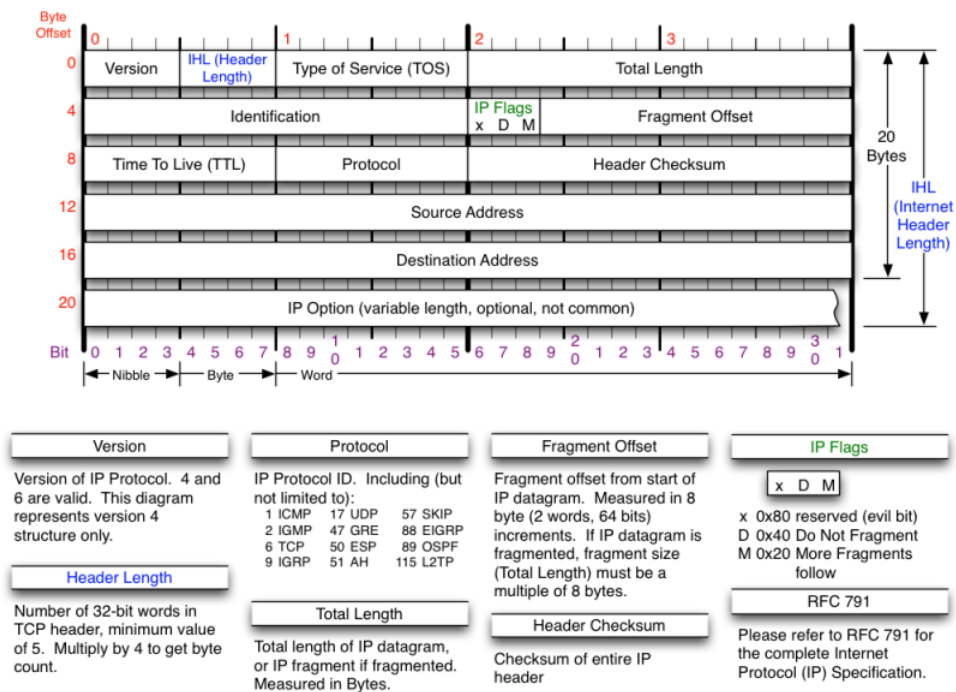 Byte
Offset
0 1 2 3
0 Version IHL (Header Length) Type of Service (TOS) Total Length
4 Identification IP Flags x D M Fragment Offset
20 Bytes
8 Time To Live (TTL) Protocol Header Checksum
IHL (Internet Header Length)
12 Source Address
16 Destination Address
20 IP Option (variable length, optional, not common)
Bit 0 1 2 3 4 5 6 7 8 9 10 1 2 3 4 5 6 7 8 9 20 1 2 3 4 5 6 7 8 9 30 1
Nibble Byte Word
Version
Version of IP Protocol. 4 and
6 are valid. This diagram
represents version 4
structure only.
Header Length
Number of 32-bit words in
TCP header, minimum value
of 5. Multiply by 4 to get byte
count.
Protocol
IP Protocol ID. Including (but
not limited to):
1 ICMP 17 UDP 57 SKIP
2 IGMP 47 GRE 88 EIGRP
6 TCP 50 ESP 89 OSPF
9 IGRP 51 AH 115 L2TP
Total Length
Total length of IP datagram,
or IP fragment if fragmented.
Measured in Bytes.
Fragment Offset
Fragment offset from start of
IP datagram. Measured in 8
byte (2 words, 64 bits)
increments. If IP datagram is
fragmented, fragment size
(Total Length) must be a
multiple of 8 bytes.
Header Checksum
Checksum of entire IP
header
IP Flags
x D M
x 0x80 reserved (evil bit)
D 0x40 Do Not Fragment
M 0x20 More Fragments
follow
RFC 791
Please refer to RFC 791 for
the complete Internet
Protocol (IP) Specification.